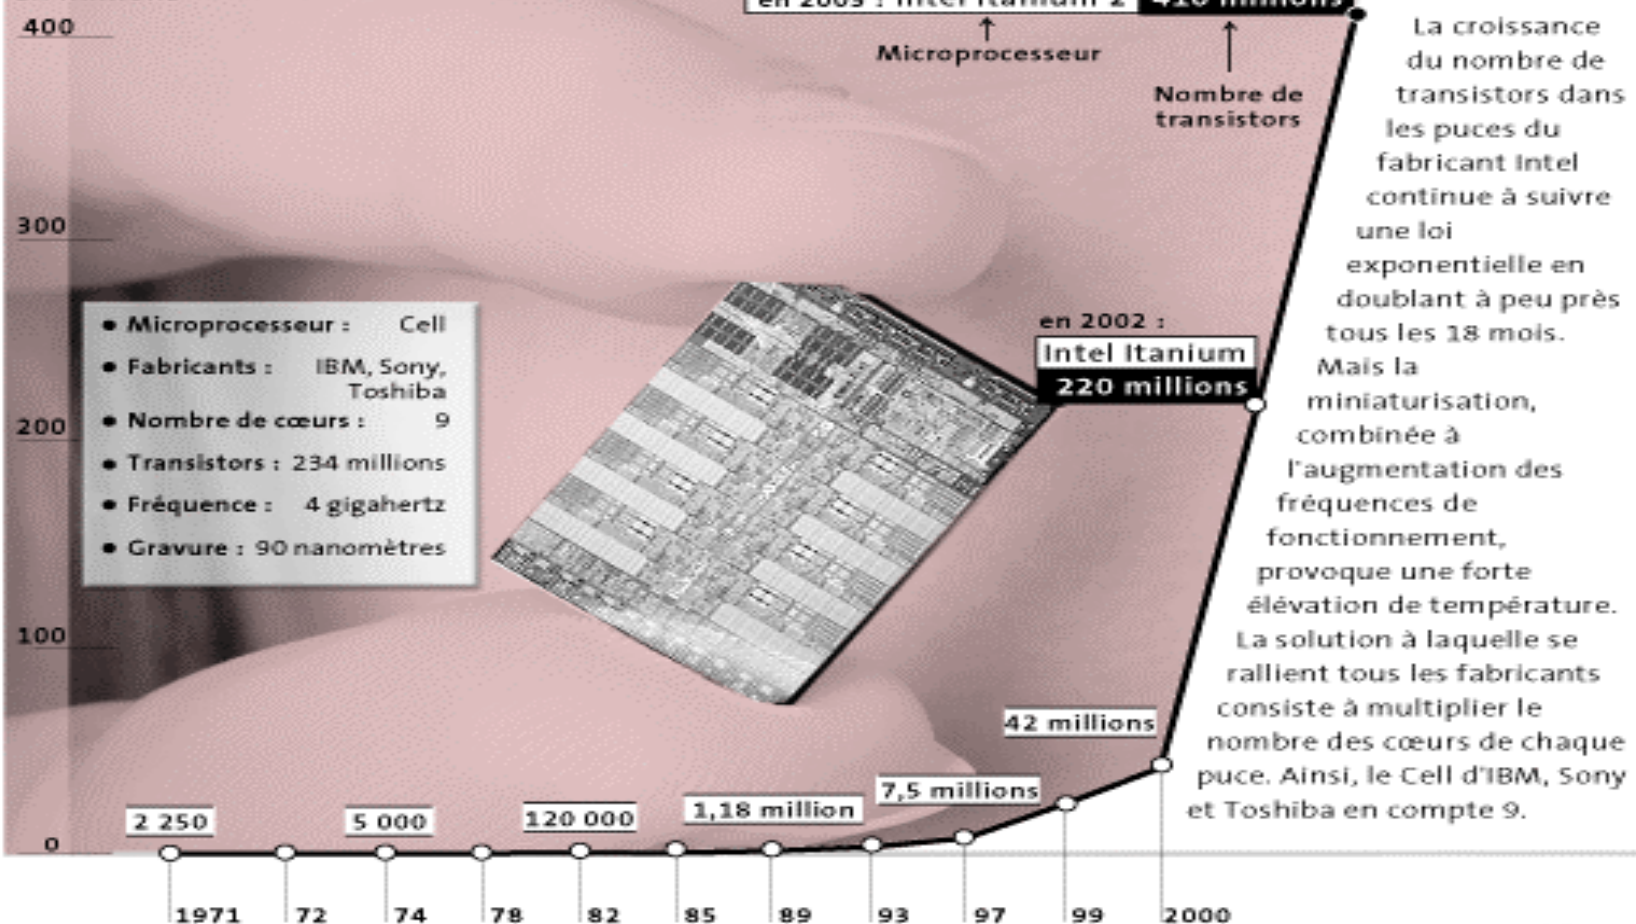 400
Microprocesseur
Nombre de
transistors
La croissance
du nombre de
transistors dans
les puces du
fabricant Intel
continue à suivre
une loi
exponentielle en
doublant à peu près
tous les 18 mois.
Mais la
miniaturisation,
combinée à
l'augmentation des
fréquences de
fonctionnement,
provoque une forte
élévation de température.
La solution à laquelle se
rallient tous les fabricants
consiste à multiplier le
nombre des cœurs de chaque
puce. Ainsi, le Cell d'IBM, Sony
et Toshiba en compte 9.
300
• Microprocesseur : Cell
• Fabricants : IBM, Sony,
Toshiba
• Nombre de cœurs : 9
• Transistors : 234 millions
• Fréquence : 4 gigahertz
• Gravure : 90 nanomètres
en 2002 :
Intel Itanium
220 millions
200
100
42 millions
7,5 millions
1,18 million
120 000
5 000
2 250
0
1971 72 74 78 82 85 89 93 97 99 2000